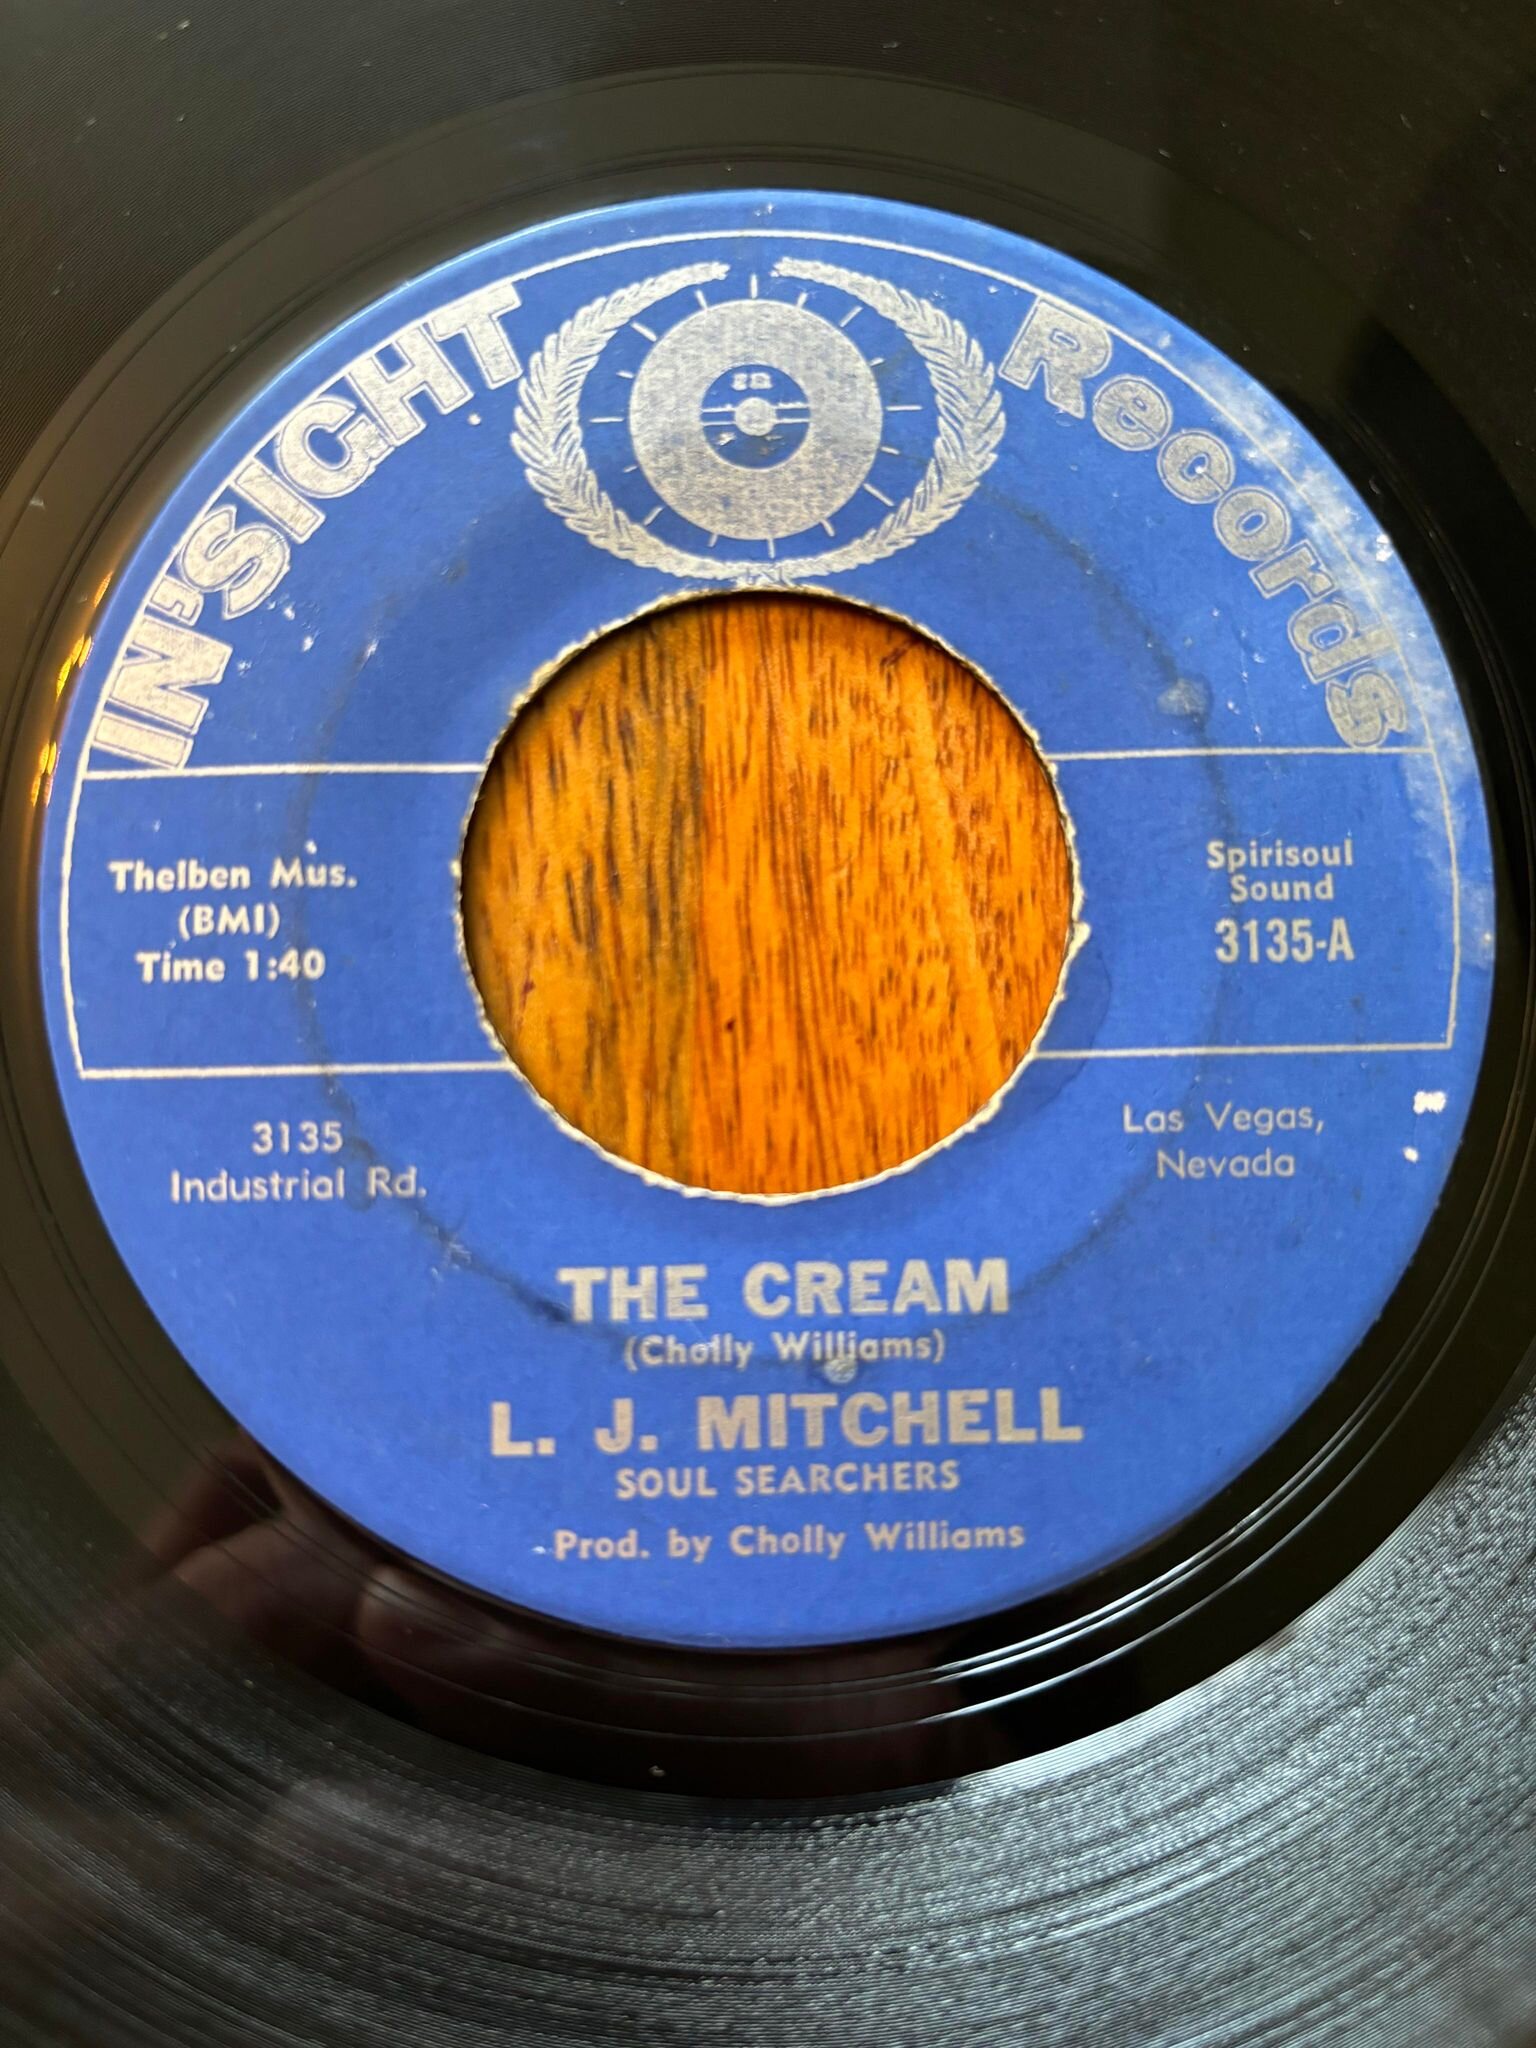 IN'SIGHT Records
SR
Thelben Mus.
(BMI)
Time 1:40
Spirisoul
Sound
3135-A
3135
Industrial Rd.
Las Vegas,
Nevada
THE CREAM
(Cholly Williams)
L. J. MITCHELL
SOUL SEARCHERS
Prod. by Cholly Williams